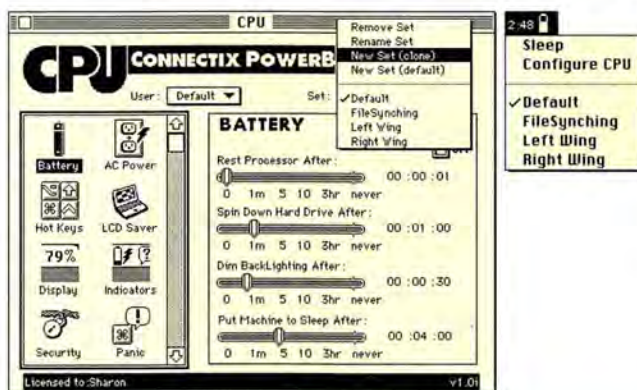 CPU
CPU
CONNECTIX POWERB
User: Default
Set:
Remove Set
Rename Set
New Set (clone)
New Set (default)
✓Default
FileSynching
Left Wing
Right Wing
Battery
AC Power
Hot Keys
LCD Saver
79%
Display
Indicators
Security
Panic
BATTERY
Rest Processor After:
00 :00 :01
0 1m 5 10 3hr never
Spin Down Hard Drive After:
00 :01 :00
0 1m 5 10 3hr never
Dim BackLighting After:
00 :00 :30
0 1m 5 10 3hr never
Put Machine to Sleep After:
00 :04 :00
0 1m 5 10 3hr never
Licensed to:Sharon
v1.0i
2:48
Sleep
Configure CPU
✓Default
FileSynching
Left Wing
Right Wing